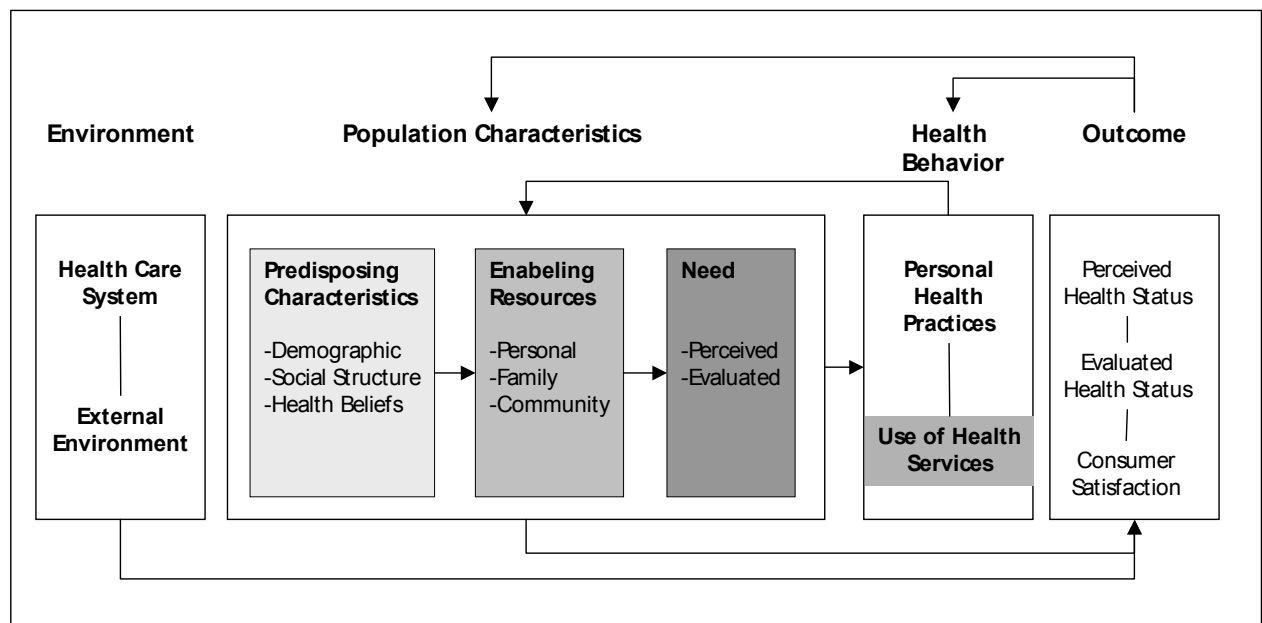 Environment
Population Characteristics
Health
Behavior
Outcome
Health Care
System
External
Environment
Predisposing
Characteristics
-Demographic
-Social Structure
-Health Beliefs
Enabeling
Resources
-Personal
-Family
-Community
Need
-Perceived
-Evaluated
Personal
Health
Practices
Use of Health
Services
Perceived
Health Status
Evaluated
Health Status
Consumer
Satisfaction